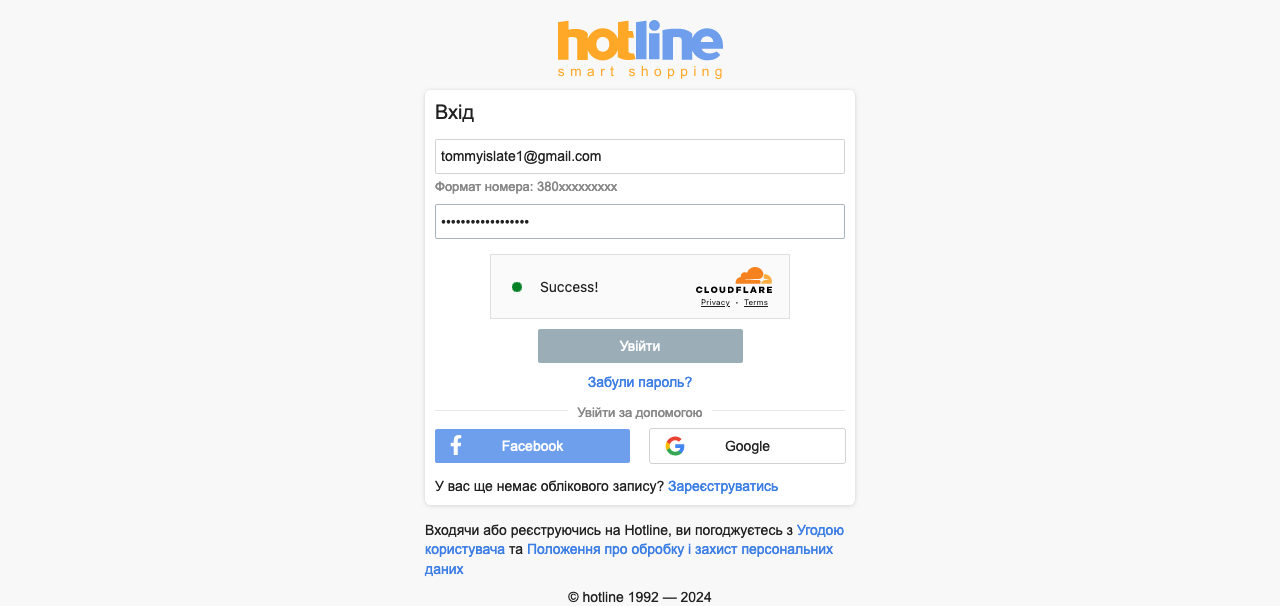 hotline
smart shopping
Вхід
tommyislate1@gmail.com
Формат номера: 380xxxxxxxxx
••••••••••••••••••
Success!
CLOUDFLARE
Privacy • Terms
Увійти
Забули пароль?
Увійти за допомогою
Facebook
Google
У вас ще немає облікового запису? Зареєструватись
Входячи або реєструючись на Hotline, ви погоджуєтесь з Угодою
користувача та Положення про обробку і захист персональних
даних
© hotline 1992 — 2024